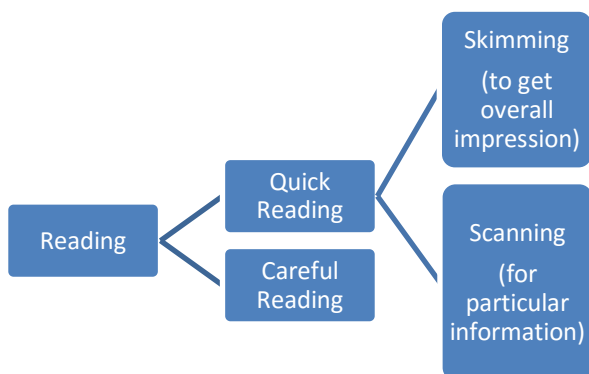 Reading
Quick
Reading
Careful
Reading
Skimming
(to get
overall
impression)
Scanning
(for
particular
information)